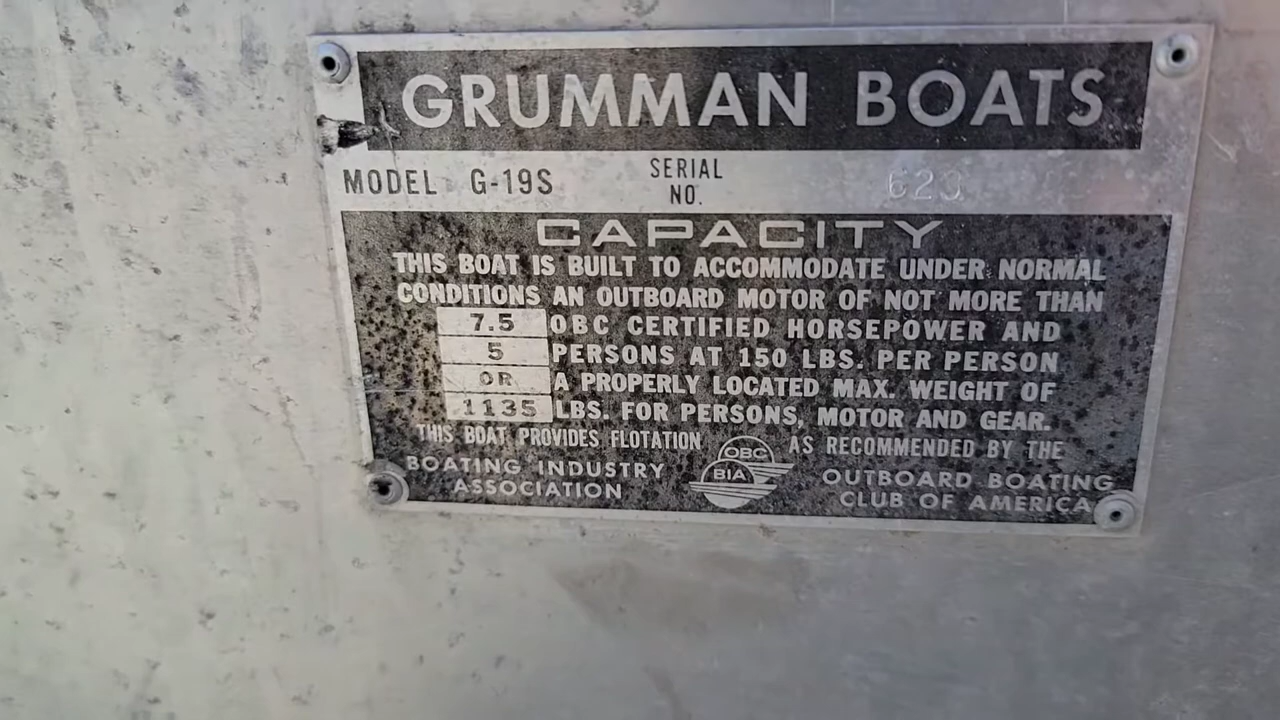 GRUMMAN BOATS
MODEL G-19S SERIAL NO.
CAPACITY
THIS BOAT IS BUILT TO ACCOMMODATE UNDER NORMAL
CONDITIONS AN OUTBOARD MOTOR OF NOT MORE THAN
7.5 OBC CERTIFIED HORSEPOWER AND
5 PERSONS AT 150 LBS. PER PERSON
OR A PROPERLY LOCATED MAX. WEIGHT OF
1135 LBS. FOR PERSONS, MOTOR AND GEAR.
THIS BOAT PROVIDES FLOTATION AS RECOMMENDED BY THE
OBC
BIA
BOATING INDUSTRY
ASSOCIATION
OUTBOARD BOATING
CLUB OF AMERICA